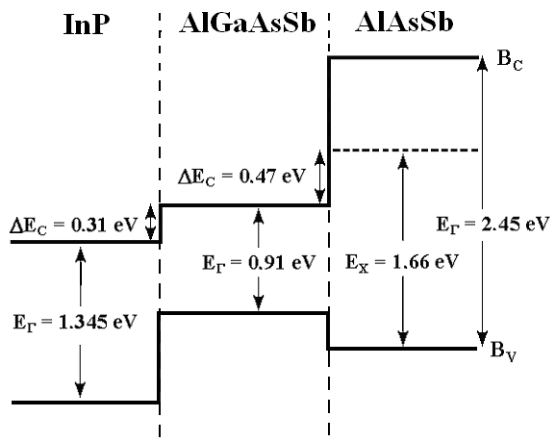 InP
AlGaAsSb
AlAsSb
B_C
ΔE_C = 0.47 eV
ΔE_C = 0.31 eV
E_Γ = 2.45 eV
E_Γ = 0.91 eV
E_X = 1.66 eV
E_Γ = 1.345 eV
B_V